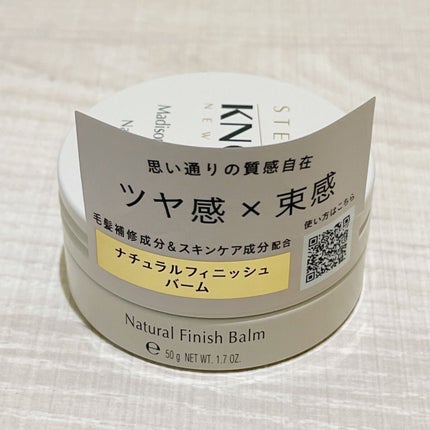 STE
KNO
NEW
Madison
Na
思い通りの質感自在
ツヤ感 × 束感
使い方はこちら
毛髪補修成分&スキンケア成分配合
ナチュラルフィニッシュ
バーム
Natural Finish Balm
e 50 g NET WT. 1.7 OZ.